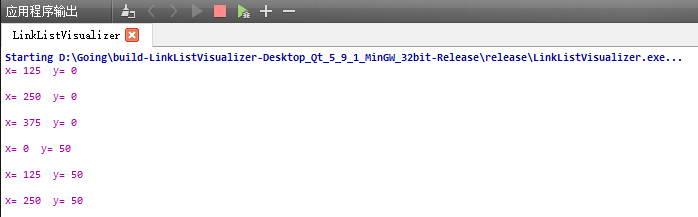 应用程序输出
LinkListVisualizer
Starting D:\Going\build-LinkListVisualizer-Desktop_Qt_5_9_1_MinGW_32bit-Release\release\LinkListVisualizer.exe...
x= 125  y= 0
x= 250  y= 0
x= 375  y= 0
x= 0  y= 50
x= 125  y= 50
x= 250  y= 50